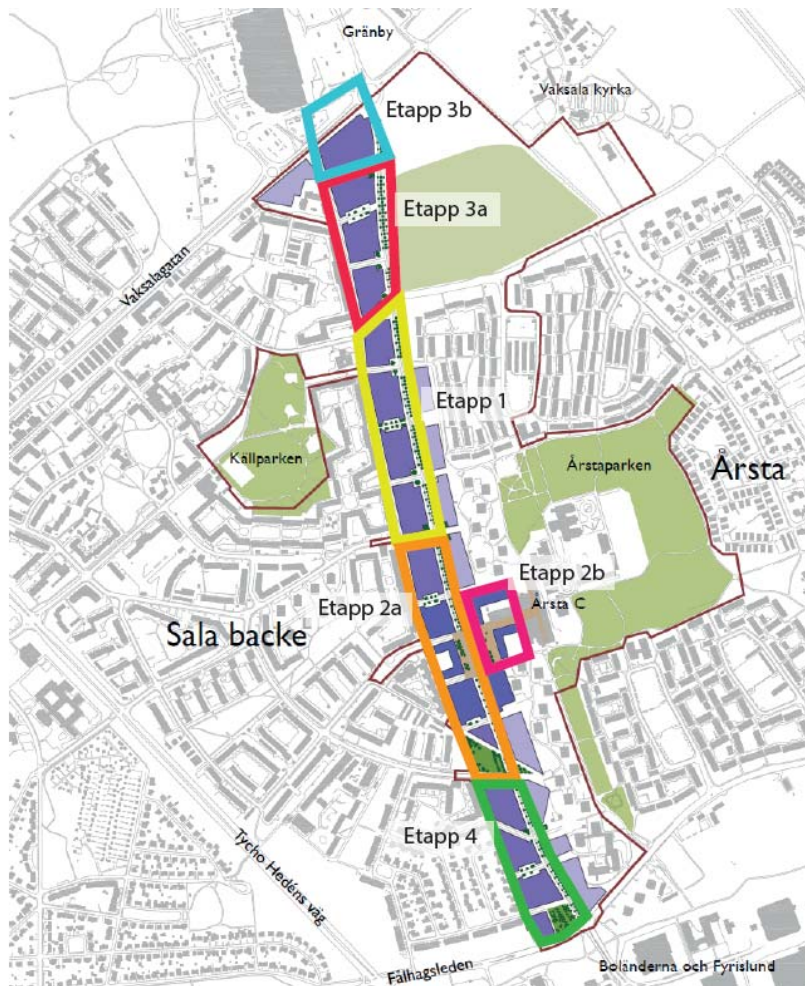 Gränby
Vaksala kyrka
Etapp 3b
Etapp 3a
Vaksalagatan
Etapp 1
Källparken
Årstaparken
Årsta
Etapp 2b
Årsta C
Etapp 2a
Sala backe
Etapp 4
Tycho Hedéns väg
Fålhagsleden
Boländerna och Fyrislund